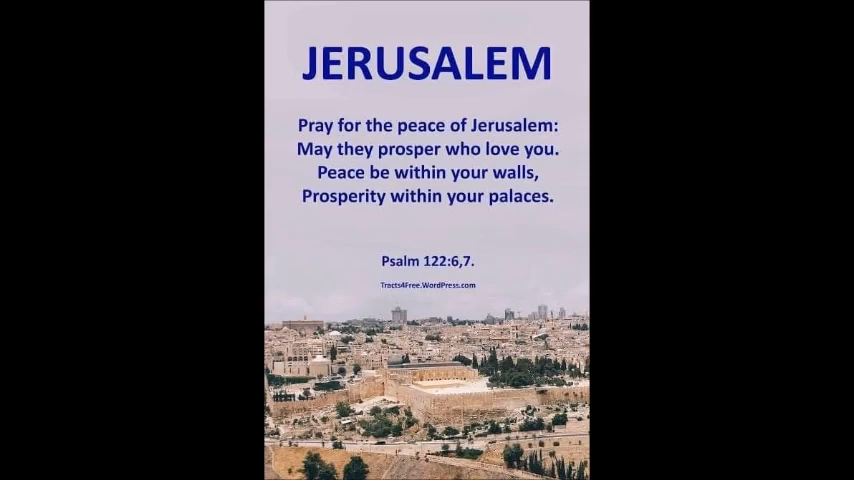 JERUSALEM
Pray for the peace of Jerusalem:
May they prosper who love you.
Peace be within your walls,
Prosperity within your palaces.
Psalm 122:6,7.
Tracts4Free.WordPress.com